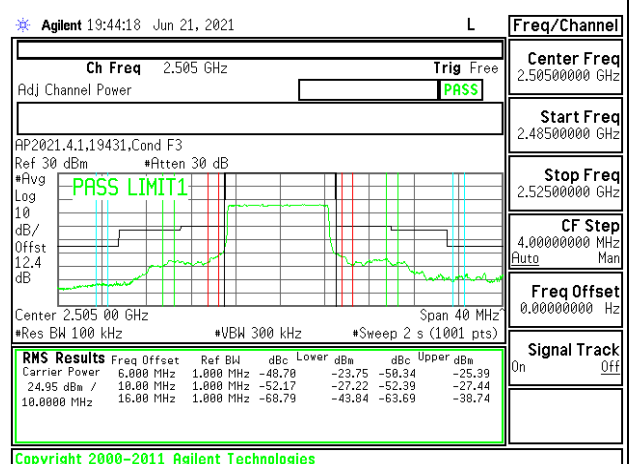 Agilent 19:44:18 Jun 21, 2021 L Freq/Channel
Ch Freq 2.505 GHz Trig Free
Adj Channel Power PASS
AP2021.4.1,19431,Cond F3
Ref 30 dBm #Atten 30 dB
#Avg
Log
10
dB/
Offst
12.4
dB
PASS LIMIT1
Center 2.505 00 GHz Span 40 MHz
#Res BW 100 kHz #VBW 300 kHz #Sweep 2 s (1001 pts)
RMS Results Freq Offset Ref BW dBc Lower dBm dBc Upper dBm
Carrier Power 6.000 MHz 1.000 MHz -48.70 -23.75 -50.34 -25.39
24.95 dBm / 10.00 MHz 1.000 MHz -52.17 -27.22 -52.39 -27.44
10.0000 MHz 16.00 MHz 1.000 MHz -68.79 -43.84 -63.69 -38.74
Copyright 2000-2011 Agilent Technologies
Center Freq
2.50500000 GHz
Start Freq
2.48500000 GHz
Stop Freq
2.52500000 GHz
CF Step
4.00000000 MHz
Auto Man
Freq Offset
0.00000000 Hz
Signal Track
On Off